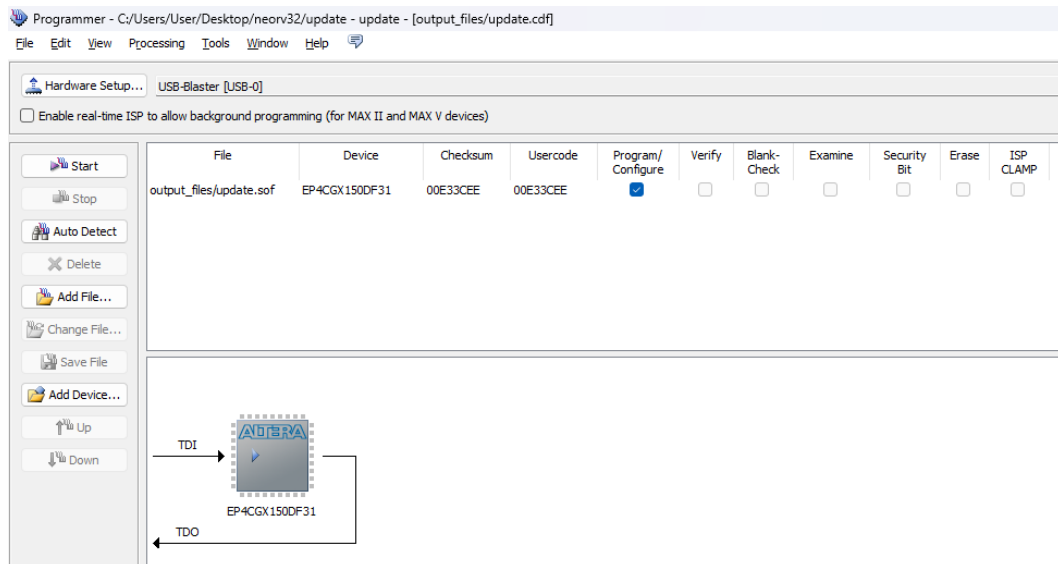 Programmer - C:/Users/User/Desktop/neorv32/update - update - [output_files/update.cdf]
File Edit View Processing Tools Window Help
Hardware Setup... USB-Blaster [USB-0]
Enable real-time ISP to allow background programming (for MAX II and MAX V devices)
Start
Stop
Auto Detect
Delete
Add File...
Change File...
Save File
Add Device...
Up
Down
File Device Checksum Usercode Program/ Verify Blank- Examine Security Erase ISP
Configure Check Bit CLAMP
output_files/update.sof EP4CGX150DF31 00E33CEE 00E33CEE
TDI
ALTERA
EP4CGX150DF31
TDO